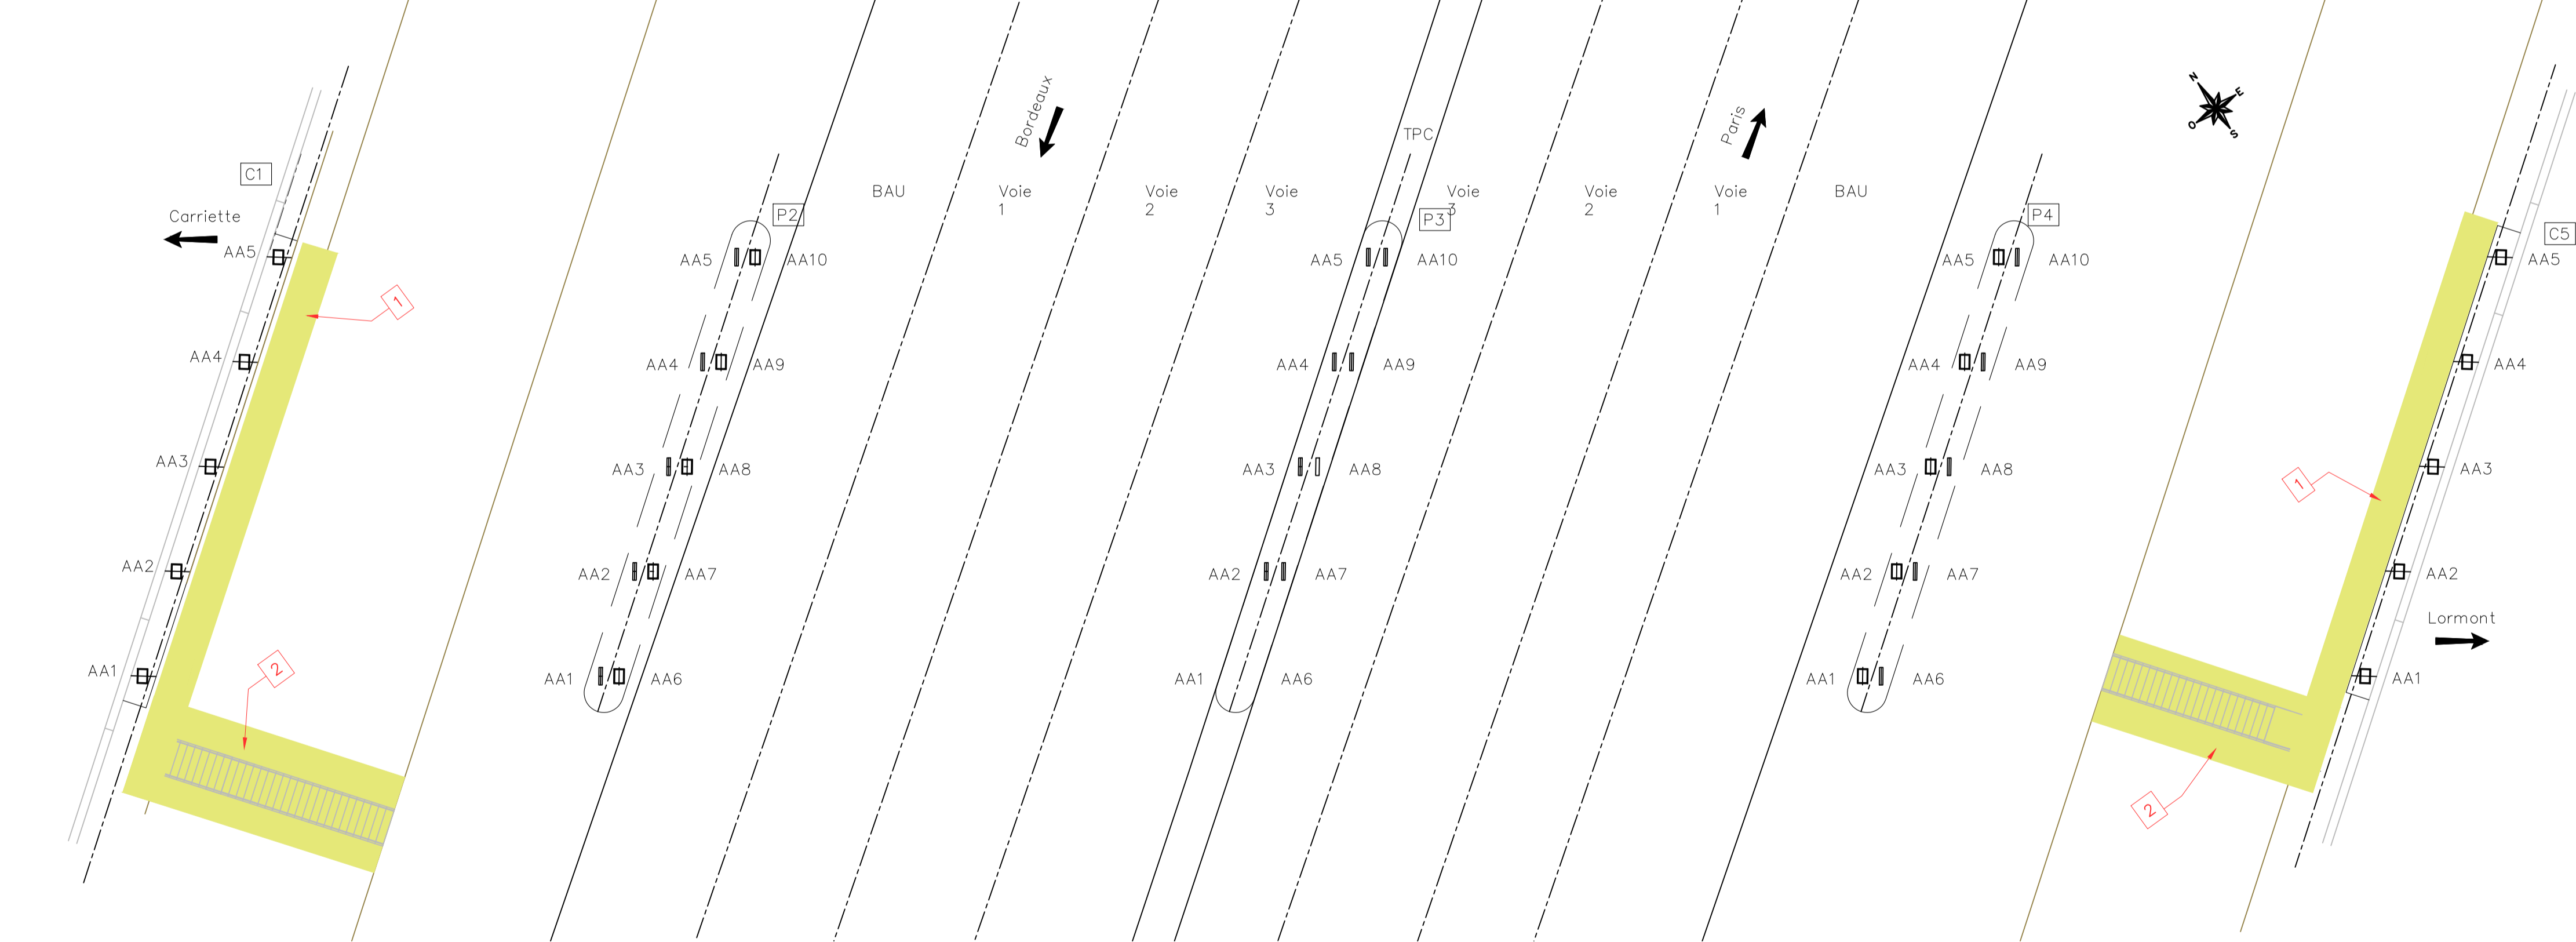 N
E
O
S
Bordeaux
Paris
TPC
C1
Carriette
AA5
AA4
AA3
AA2
AA1
1
2
P2
AA5
AA10
AA4
AA9
AA3
AA8
AA2
AA7
AA1
AA6
BAU
Voie
1
Voie
2
Voie
3
P3
AA5
AA10
AA4
AA9
AA3
AA8
AA2
AA7
AA1
AA6
Voie
3
Voie
2
Voie
1
BAU
P4
AA5
AA10
AA4
AA9
AA3
AA8
AA2
AA7
AA1
AA6
C5
AA5
AA4
AA3
AA2
AA1
Lormont
1
2